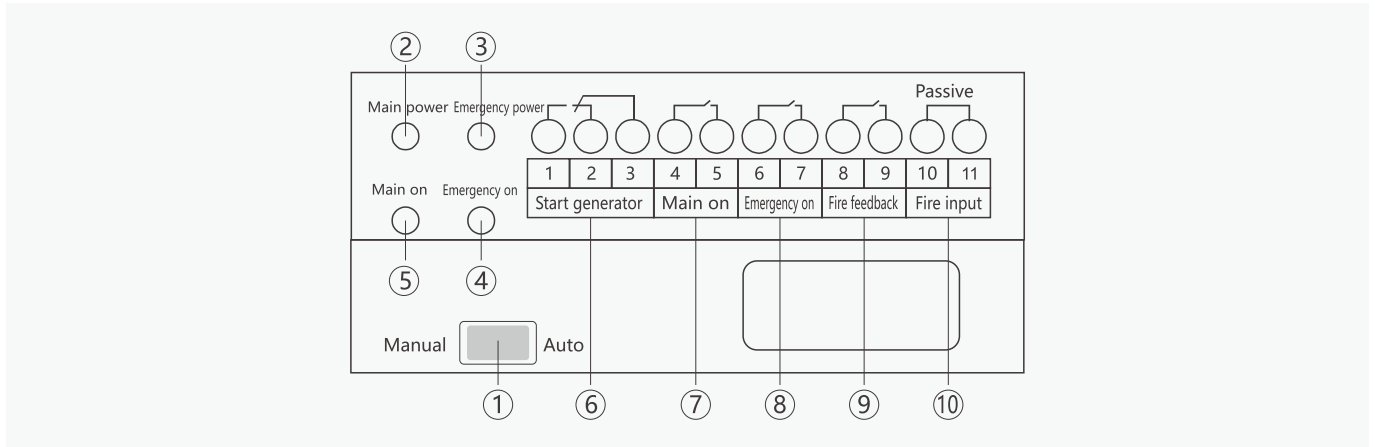 ② ③
Passive
Main power Emergency power
1 2 3 4 5 6 7 8 9 10 11
Main on Emergency on
Start generator Main on Emergency on Fire feedback Fire input
⑤ ④
Manual Auto
① ⑥ ⑦ ⑧ ⑨ ⑩